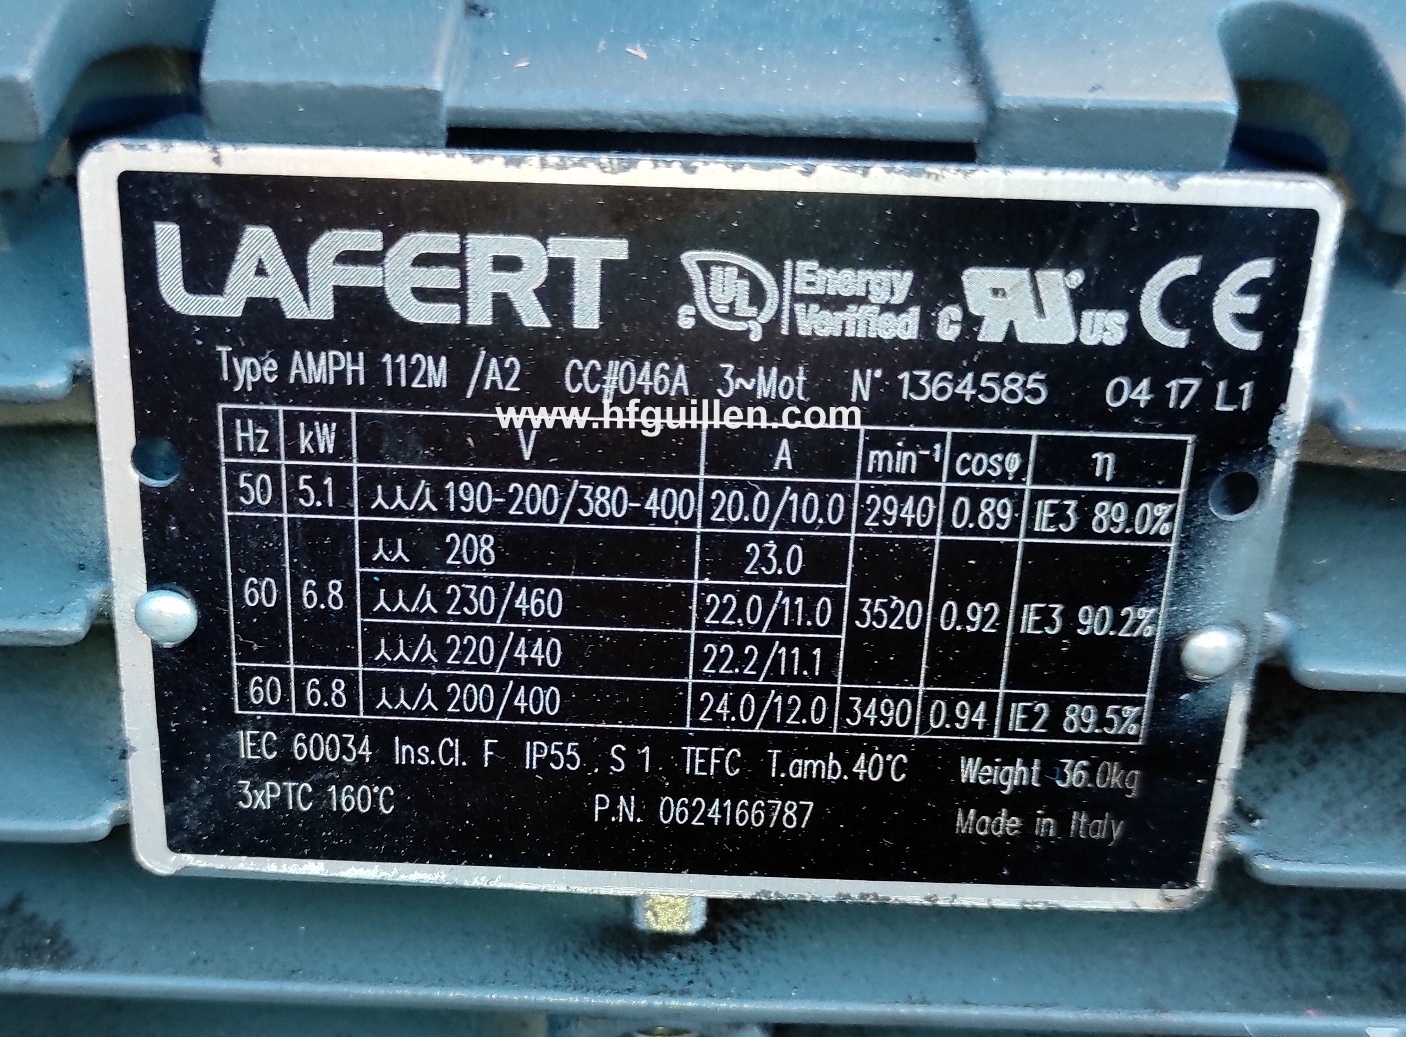 LAFERT c UL us Energy Verified c RU US CE
Type AMPH 112M /A2 CC#046A 3~Mot N° 1364585 04 17 L1
www.hfguillen.com
Hz kW V A min⁻¹ cosφ η
50 5.1 ⅄⅄/⅄ 190-200/380-400 20.0/10.0 2940 0.89 IE3 89.0%
⅄⅄ 208 23.0
60 6.8 ⅄⅄/⅄ 230/460 22.0/11.0 3520 0.92 IE3 90.2%
⅄⅄/⅄ 220/440 22.2/11.1
60 6.8 ⅄⅄/⅄ 200/400 24.0/12.0 3490 0.94 IE2 89.5%
IEC 60034 Ins.Cl. F IP55 S 1 TEFC T.amb.40°C Weight 36.0kg
3xPTC 160°C P.N. 0624166787 Made in Italy